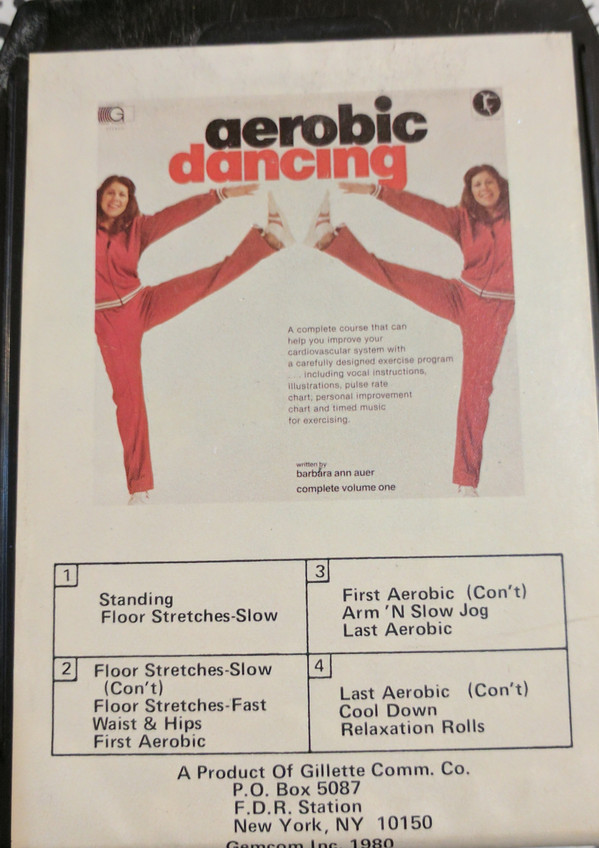 G
aerobic
dancing
A complete course that can
help you improve your
cardiovascular system with
a carefully designed exercise program
. . . including vocal instructions,
illustrations, pulse rate
chart, personal improvement
chart and timed music
for exercising.
written by
barbara ann auer
complete volume one
1
Standing
Floor Stretches-Slow
2
Floor Stretches-Slow
(Con't)
Floor Stretches-Fast
Waist & Hips
First Aerobic
3
First Aerobic (Con't)
Arm 'N Slow Jog
Last Aerobic
4
Last Aerobic (Con't)
Cool Down
Relaxation Rolls
A Product Of Gillette Comm. Co.
P.O. Box 5087
F.D.R. Station
New York, NY 10150
Gemcom Inc. 1980